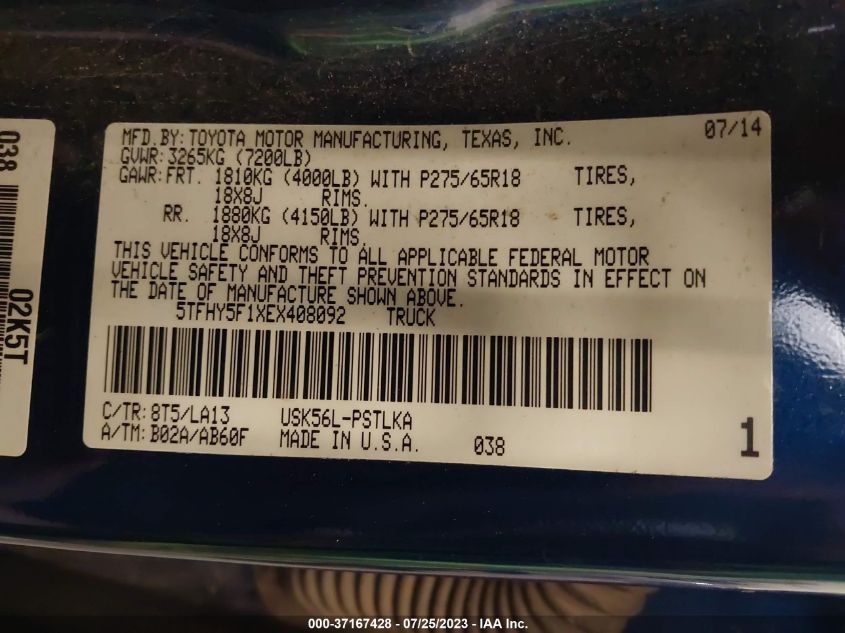 MFD.BY:TOYOTA MOTOR MANUFACTURING, TEXAS, INC. 07/14
GVWR:3265KG (7200LB)
GAWR:FRT. 1810KG (4000LB) WITH P275/65R18 TIRES,
18X8J RIMS.
RR. 1880KG (4150LB) WITH P275/65R18 TIRES,
18X8J RIMS.
THIS VEHICLE CONFORMS TO ALL APPLICABLE FEDERAL MOTOR
VEHICLE SAFETY AND THEFT PREVENTION STANDARDS IN EFFECT ON
THE DATE OF MANUFACTURE SHOWN ABOVE.
5TFHY5F1XEX408092 TRUCK
C/TR:8T5/LA13 USK56L-PSTLKA
A/TM:B02A/AB60F MADE IN U.S.A. 038 1
038
02K5T
000-37167428 - 07/25/2023 - IAA Inc.